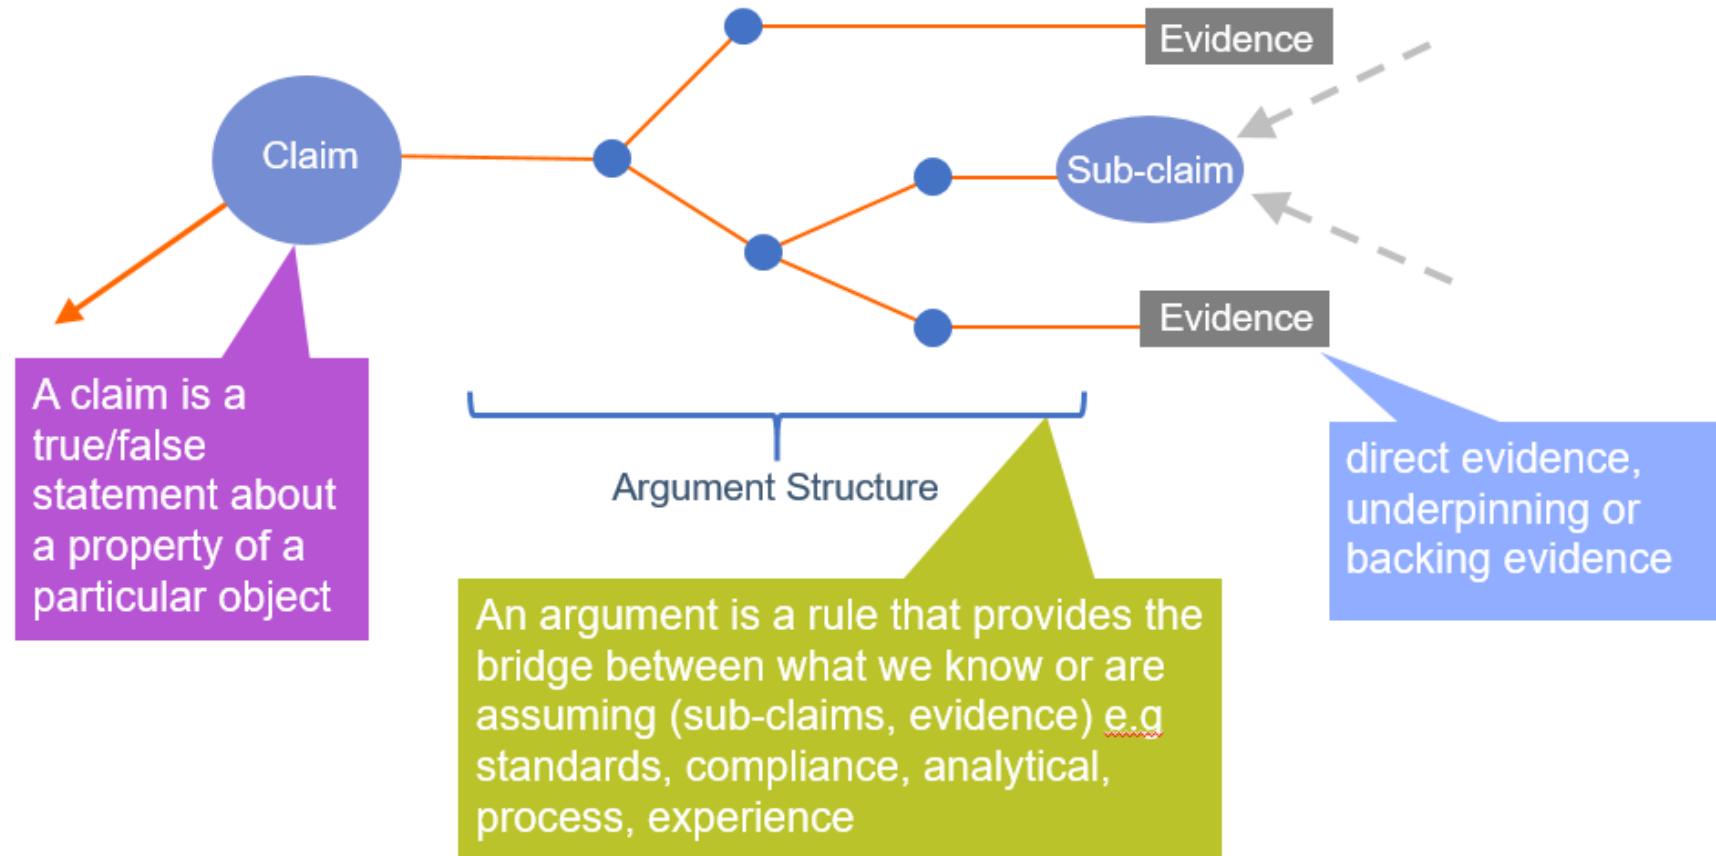 Evidence
Claim
Sub-claim
Evidence
A claim is a
true/false
statement about
a property of a
particular object
Argument Structure
direct evidence,
underpinning or
backing evidence
An argument is a rule that provides the
bridge between what we know or are
assuming (sub-claims, evidence) e.g
standards, compliance, analytical,
process, experience